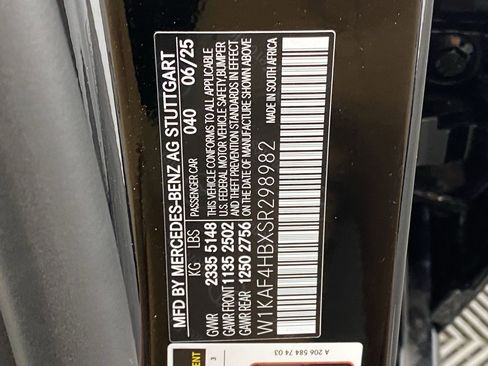 MFD BY MERCEDES-BENZ AG STUTTGART
KG LBS PASSENGER CAR 040 06/25
GVWR 2335 5148
GAWR FRONT 1135 2502
GAWR REAR 1250 2756
THIS VEHICLE CONFORMS TO ALL APPLICABLE
U.S. FEDERAL MOTOR VEHICLE SAFETY, BUMPER
AND THEFT PREVENTION STANDARDS IN EFFECT
ON THE DATE OF MANUFACTURE SHOWN ABOVE
W1KAF4HBXSR298982
MADE IN SOUTH AFRICA
A 206 584 74 03
3